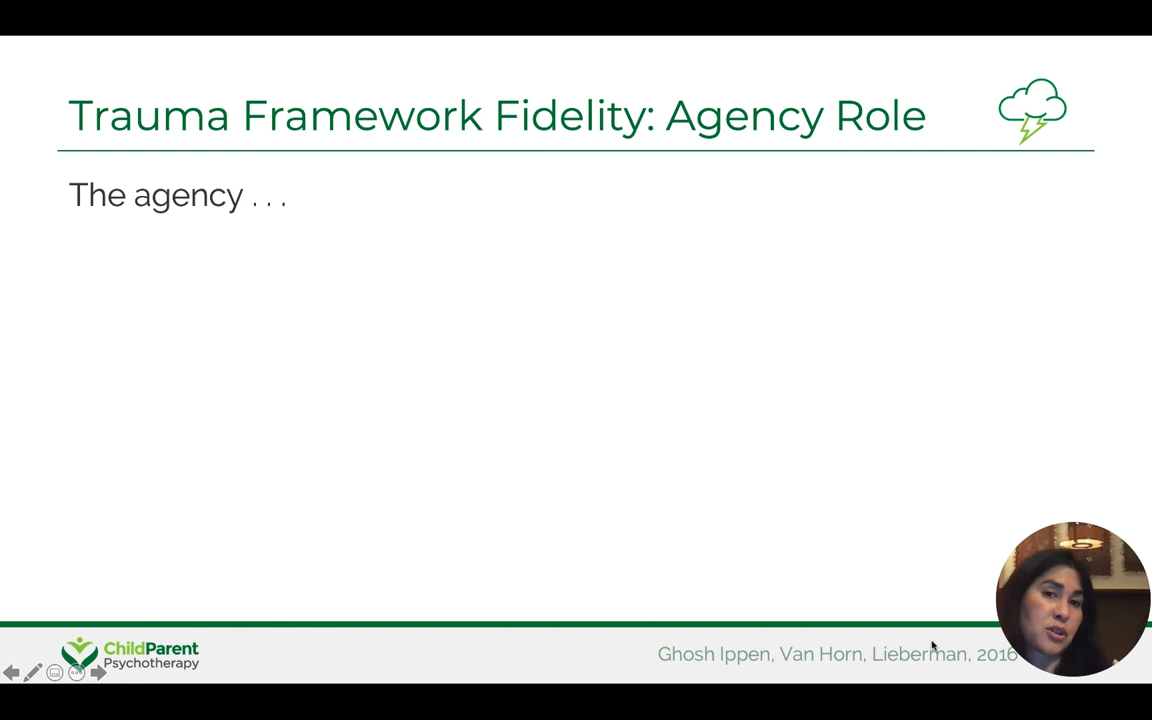 Trauma Framework Fidelity: Agency Role
The agency . . .
ChildParent
Psychotherapy
Ghosh Ippen, Van Horn, Lieberman, 2016